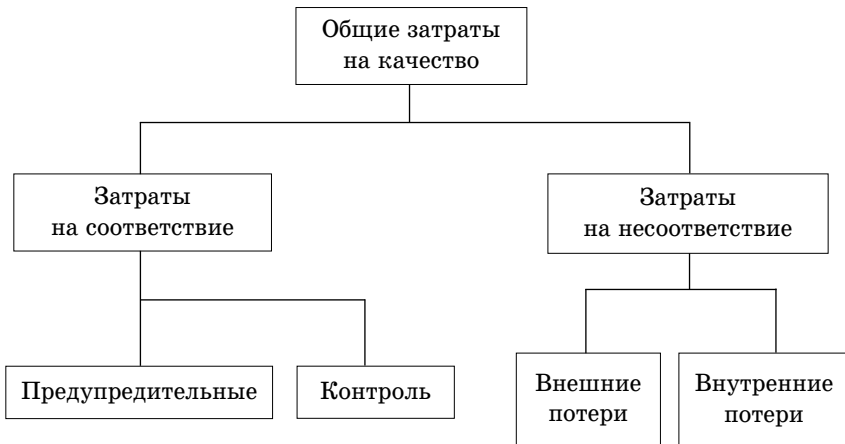 Общие затраты
на качество
Затраты
на соответствие
Затраты
на несоответствие
Предупредительные
Контроль
Внешние
потери
Внутренние
потери